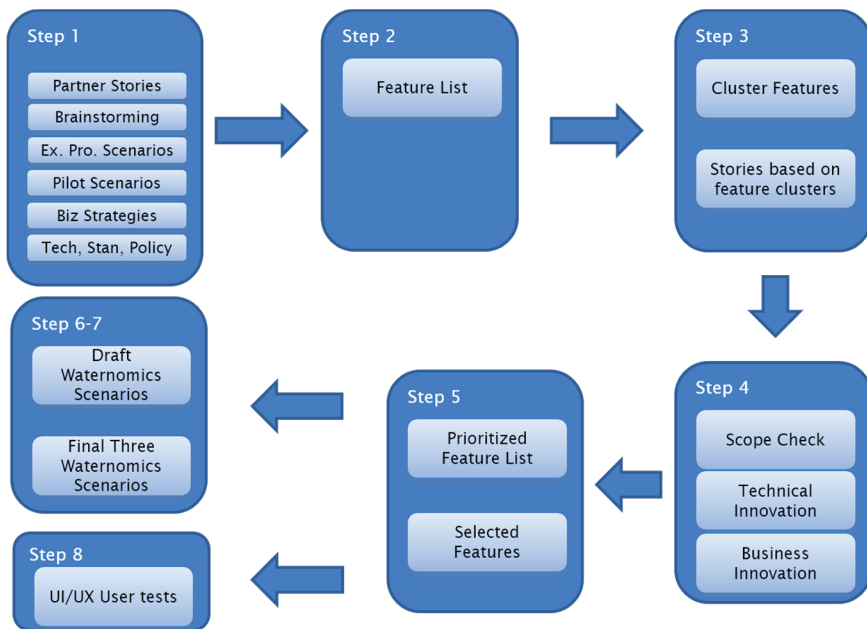 Step 1
Partner Stories
Brainstorming
Ex. Pro. Scenarios
Pilot Scenarios
Biz Strategies
Tech, Stan, Policy
Step 2
Feature List
Step 3
Cluster Features
Stories based on
feature clusters
Step 4
Scope Check
Technical
Innovation
Business
Innovation
Step 5
Prioritized
Feature List
Selected
Features
Step 6-7
Draft
Waternomics
Scenarios
Final Three
Waternomics
Scenarios
Step 8
UI/UX User tests